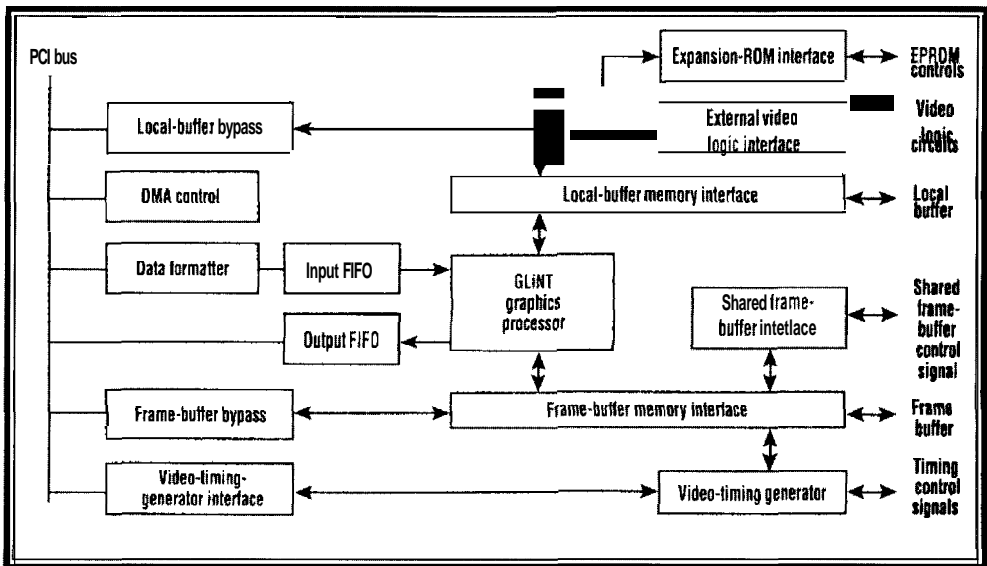 PCI bus
Expansion-ROM interface
EPROM
controls
Local-buffer bypass
External video
logic interface
Video
logic
circuits
DMA control
Local-buffer memory interface
Local
buffer
Data formatter
Input FIFO
GLINT
graphics
processor
Shared frame-
buffer intetlace
Shared
frame-
buffer
control
signal
Output FIFO
Frame-buffer bypass
Frame-buffer memory interface
Frame
buffer
Video-timing-
generator interface
Video-timing generator
Timing
control
signals